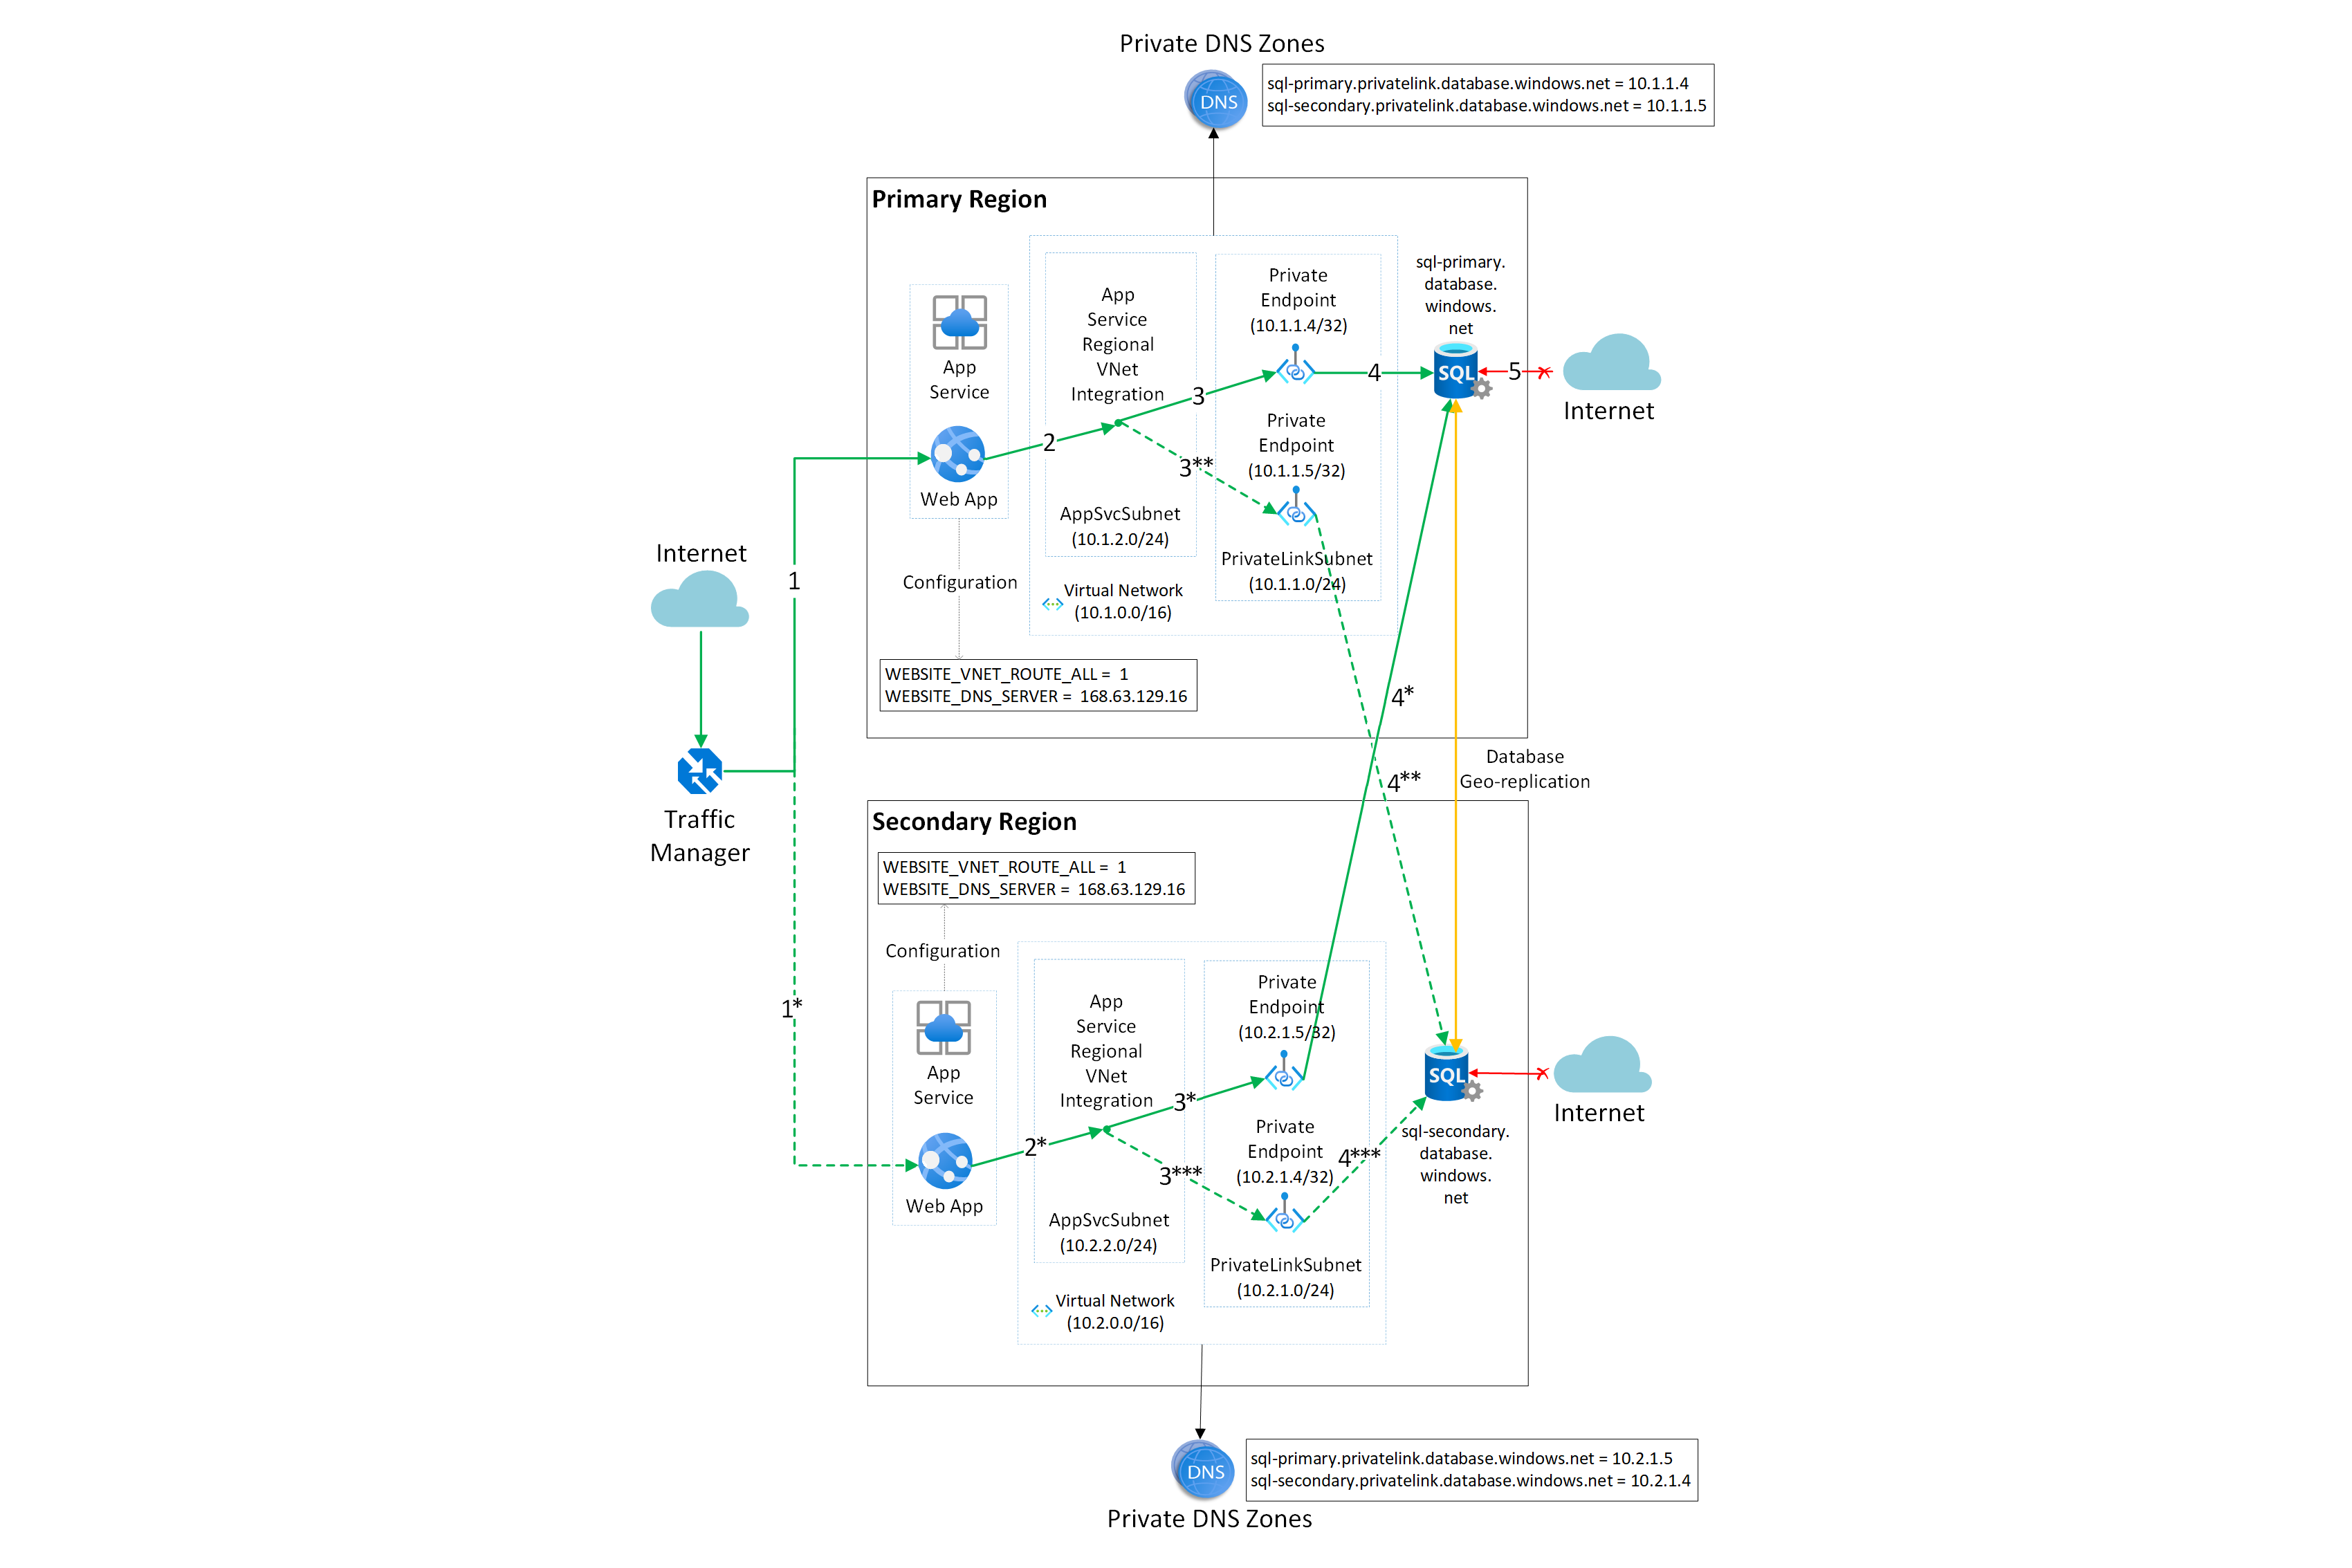 Private DNS Zones
DNS
sql-primary.privatelink.database.windows.net = 10.1.1.4
sql-secondary.privatelink.database.windows.net = 10.1.1.5
Primary Region
App
Service
Web App
Configuration
WEBSITE_VNET_ROUTE_ALL = 1
WEBSITE_DNS_SERVER = 168.63.129.16
App
Service
Regional
VNet
Integration
AppSvcSubnet
(10.1.2.0/24)
Virtual Network
(10.1.0.0/16)
Private
Endpoint
(10.1.1.4/32)
Private
Endpoint
(10.1.1.5/32)
PrivateLinkSubnet
(10.1.1.0/24)
sql-primary.
database.
windows.
net
SQL
Internet
1
2
3
3**
4
5
4*
4**
Internet
Traffic
Manager
1*
Database
Geo-replication
Secondary Region
WEBSITE_VNET_ROUTE_ALL = 1
WEBSITE_DNS_SERVER = 168.63.129.16
Configuration
App
Service
Web App
App
Service
Regional
VNet
Integration
AppSvcSubnet
(10.2.2.0/24)
Virtual Network
(10.2.0.0/16)
Private
Endpoint
(10.2.1.5/32)
Private
Endpoint
(10.2.1.4/32)
PrivateLinkSubnet
(10.2.1.0/24)
2*
3*
3***
4***
SQL
sql-secondary.
database.
windows.
net
Internet
DNS
sql-primary.privatelink.database.windows.net = 10.2.1.5
sql-secondary.privatelink.database.windows.net = 10.2.1.4
Private DNS Zones